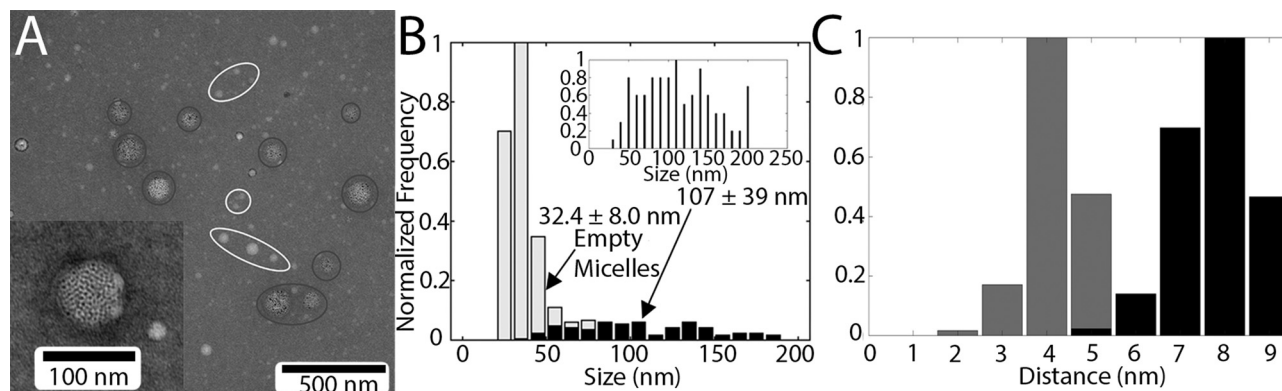 A
100 nm
500 nm
B
Normalized Frequency
1
0.8
0.6
0.4
0.2
0
0 50 100 150 200
Size (nm)
1
0.8
0.6
0.4
0.2
0
0 50 100 150 200 250
Size (nm)
107 ± 39 nm
32.4 ± 8.0 nm
Empty
Micelles
C
1
0.8
0.6
0.4
0.2
0
0 1 2 3 4 5 6 7 8 9
Distance (nm)